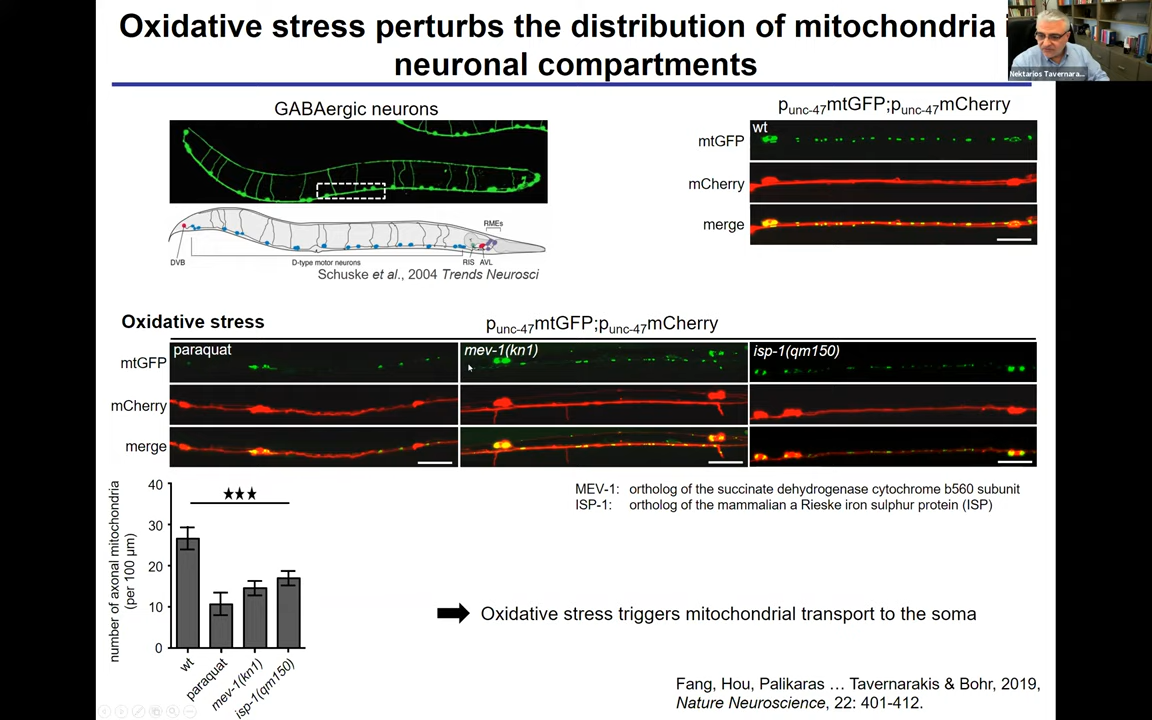 Oxidative stress perturbs the distribution of mitochondria
neuronal compartments
Nektarios Tavernara...
GABAergic neurons
DVB
D-type motor neurons
RIS
AVL
RMEs
Schuske et al., 2004 Trends Neurosci
punc-47mtGFP;punc-47mCherry
wt
mtGFP
mCherry
merge
Oxidative stress
punc-47mtGFP;punc-47mCherry
paraquat
mev-1(kn1)
isp-1(qm150)
mtGFP
mCherry
merge
number of axonal mitochondria
(per 100 µm)
40
30
20
10
0
★★★
wt
paraquat
mev-1(kn1)
isp-1(qm150)
MEV-1: ortholog of the succinate dehydrogenase cytochrome b560 subunit
ISP-1: ortholog of the mammalian a Rieske iron sulphur protein (ISP)
Oxidative stress triggers mitochondrial transport to the soma
Fang, Hou, Palikaras … Tavernarakis & Bohr, 2019,
Nature Neuroscience, 22: 401-412.